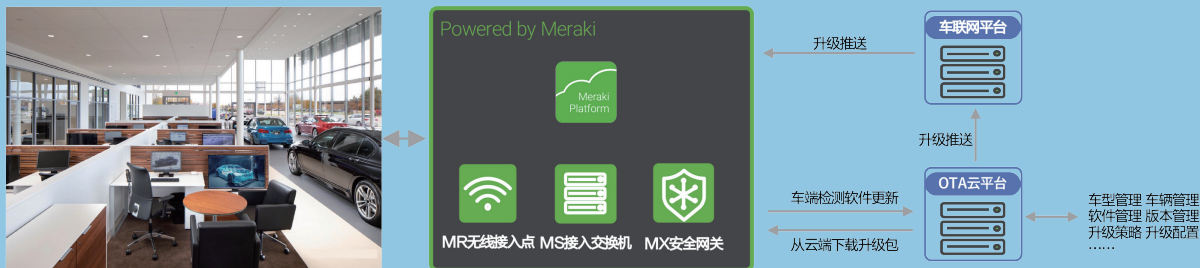 Powered by Meraki
Meraki
Platform
MR无线接入点 MS接入交换机 MX安全网关
升级推送
车联网平台
升级推送
车端检测软件更新
从云端下载升级包
OTA云平台
车型管理 车辆管理
软件管理 版本管理
升级策略 升级配置
……